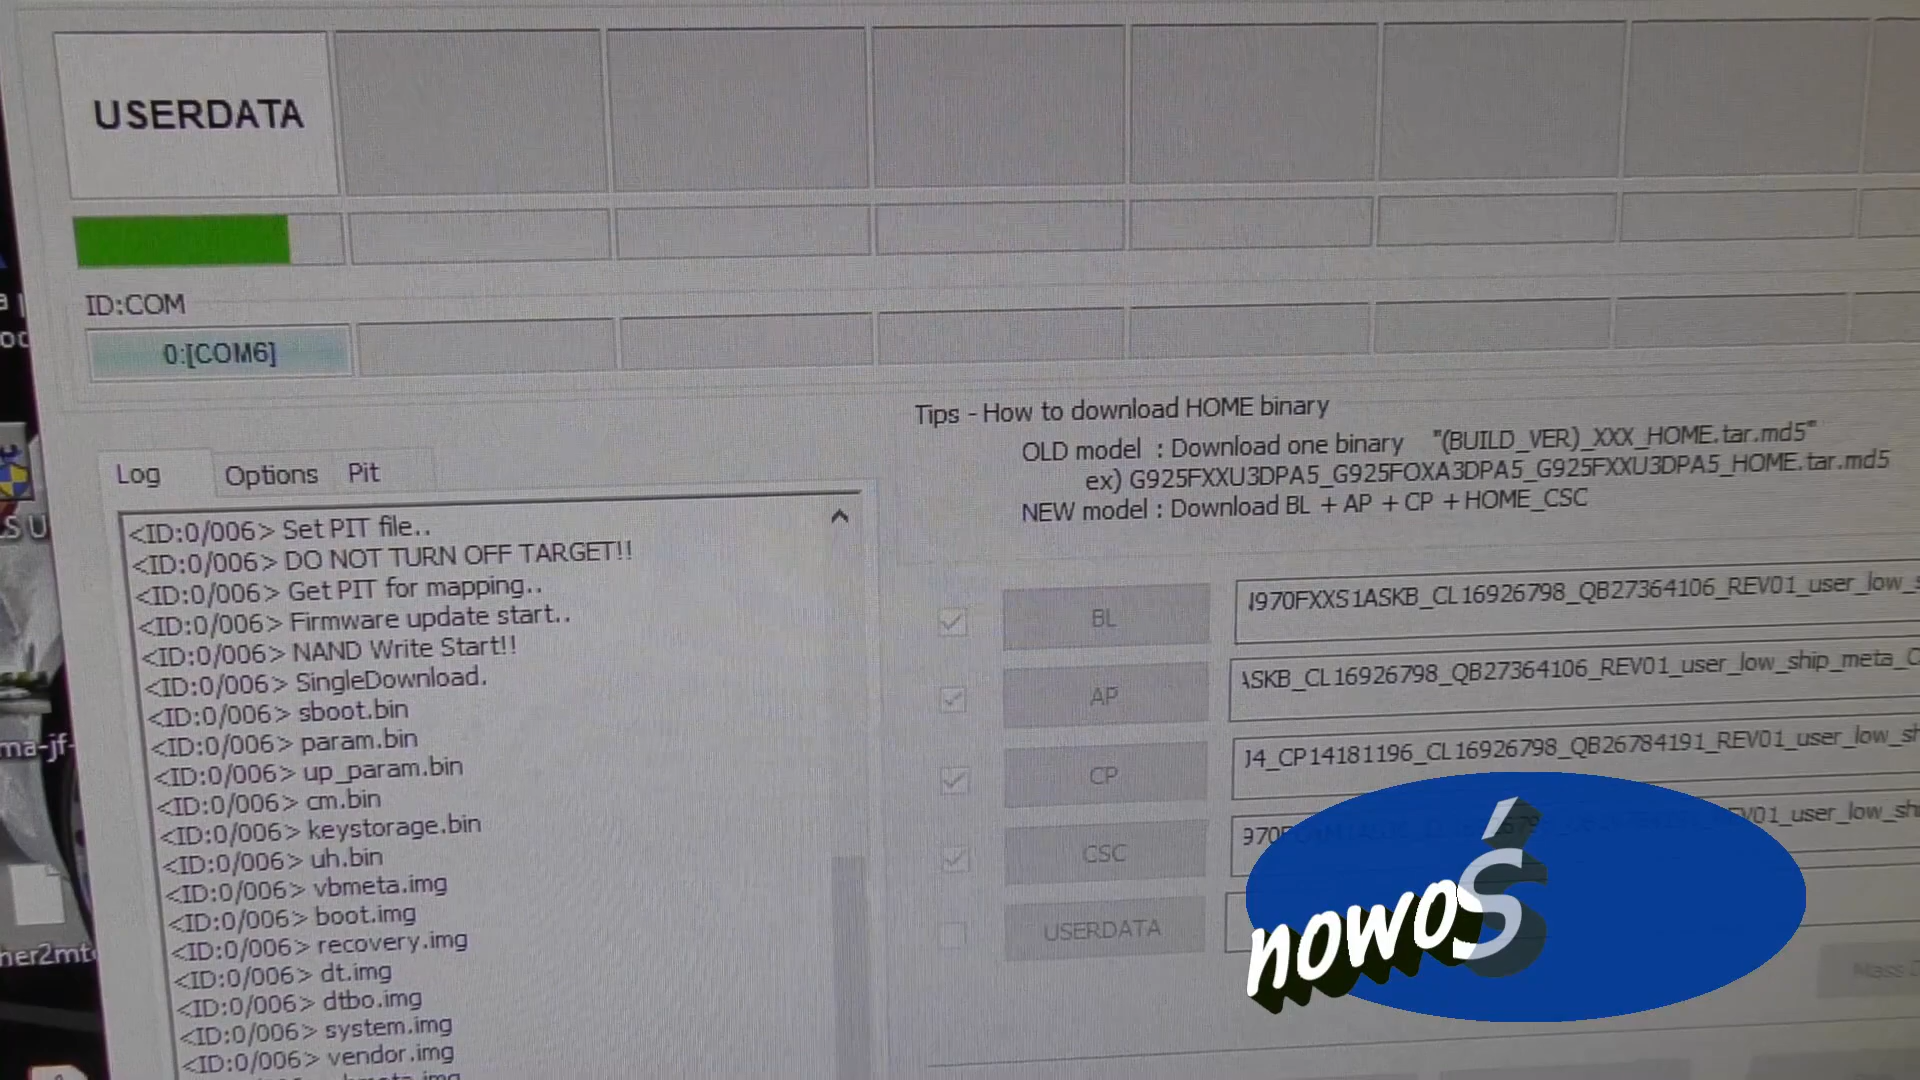 USERDATA
ID:COM
0:[COM6]
Log Options Pit
<ID:0/006> Set PIT file..
<ID:0/006> DO NOT TURN OFF TARGET!!
<ID:0/006> Get PIT for mapping..
<ID:0/006> Firmware update start..
<ID:0/006> NAND Write Start!!
<ID:0/006> SingleDownload.
<ID:0/006> sboot.bin
<ID:0/006> param.bin
<ID:0/006> up_param.bin
<ID:0/006> cm.bin
<ID:0/006> keystorage.bin
<ID:0/006> uh.bin
<ID:0/006> vbmeta.img
<ID:0/006> boot.img
<ID:0/006> recovery.img
<ID:0/006> dt.img
<ID:0/006> dtbo.img
<ID:0/006> system.img
<ID:0/006> vendor.img
Tips - How to download HOME binary
OLD model : Download one binary "(BUILD_VER)_XXX_HOME.tar.md5"
ex) G925FXXU3DPA5_G925FOXA3DPA5_G925FXXU3DPA5_HOME.tar.md5
NEW model : Download BL + AP + CP + HOME_CSC
BL
970FXXS1ASKB_CL16926798_QB27364106_REV01_user_low_s
AP
ASKB_CL16926798_QB27364106_REV01_user_low_ship_meta_
CP
J4_CP14181196_CL16926798_QB26784191_REV01_user_low_sh
CSC
USERDATA
Mass
nowoŚ
ma-jf-
her2mt